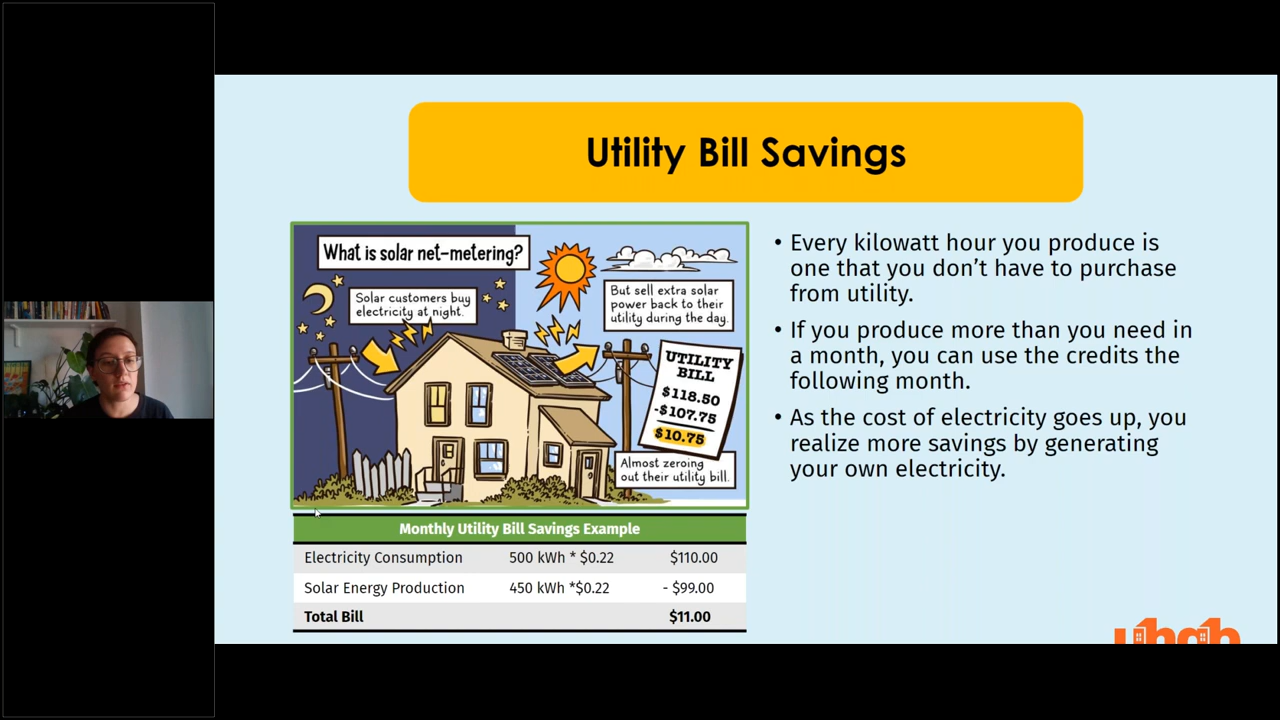 Utility Bill Savings
What is solar net-metering?
Solar customers buy
electricity at night.
But sell extra solar
power back to their
utility during the day.
UTILITY
BILL
$118.50
-$107.75
$10.75
Almost zeroing
out their utility bill.
Monthly Utility Bill Savings Example
Electricity Consumption 500 kWh * $0.22 $110.00
Solar Energy Production 450 kWh *$0.22 - $99.00
Total Bill $11.00
• Every kilowatt hour you produce is
one that you don’t have to purchase
from utility.
• If you produce more than you need in
a month, you can use the credits the
following month.
• As the cost of electricity goes up, you
realize more savings by generating
your own electricity.
uhab